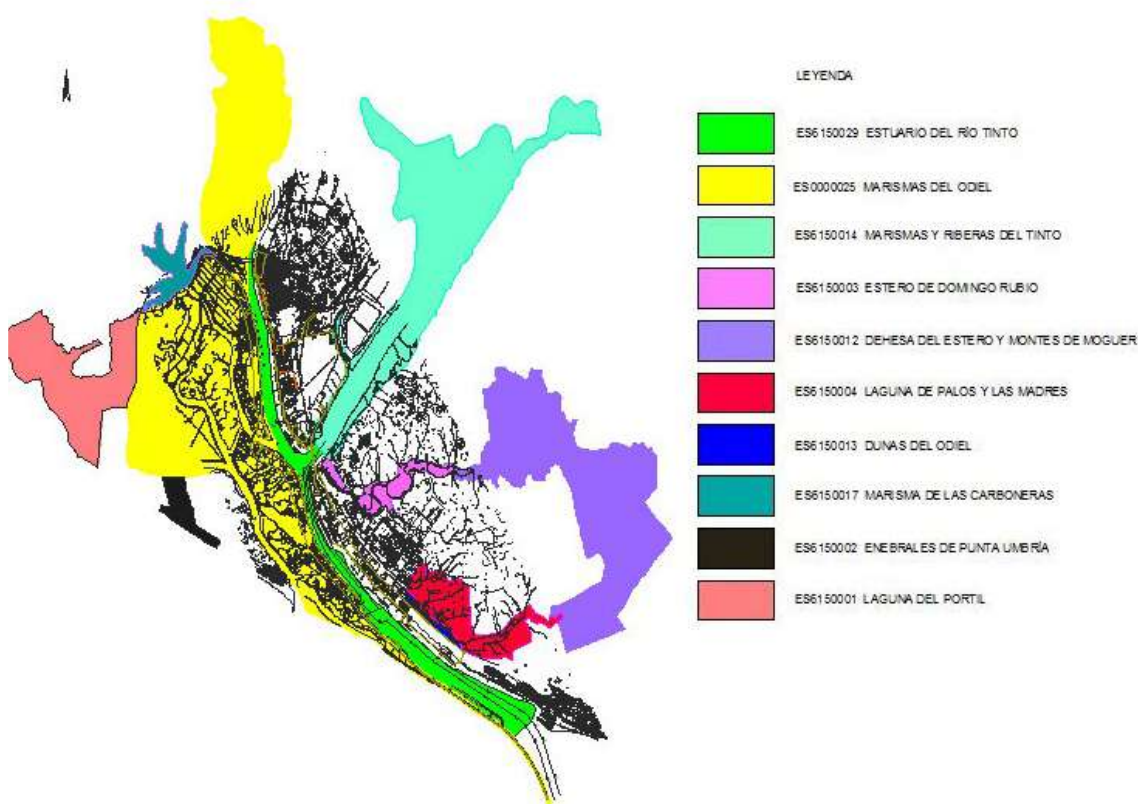 LEYENDA
ES6150029 ESTUARIO DEL RÍO TINTO
ES0000025 MARISMAS DEL ODIEL
ES6150014 MARISMAS Y RIBERAS DEL TINTO
ES6150003 ESTERO DE DOMINGO RUBIO
ES6150012 DEHESA DEL ESTERO Y MONTES DE MOGUER
ES6150004 LAGUNA DE PALOS Y LAS MADRES
ES6150013 DUNAS DEL ODIEL
ES6150017 MARISMA DE LAS CARBONERAS
ES6150002 ENEBRALES DE PUNTA UMBRÍA
ES6150001 LAGUNA DEL PORTIL